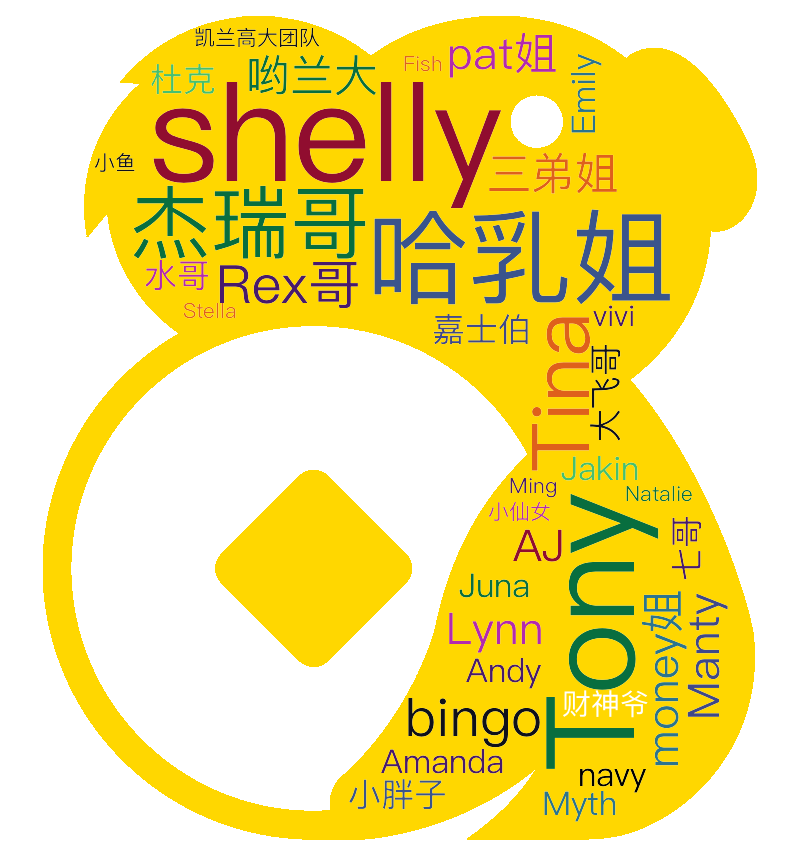 凯兰高大团队
杜克
哟兰大
Fish
pat姐
Emily
shelly
小鱼
三弟姐
杰瑞哥
哈乳姐
水哥
Rex哥
Stella
嘉士伯
vivi
Tina
大飞哥
Jakin
Ming
Natalie
小仙女
AJ
Tony
七哥
Juna
money姐
Manty
Lynn
Andy
财神爷
bingo
Amanda
navy
小胖子
Myth